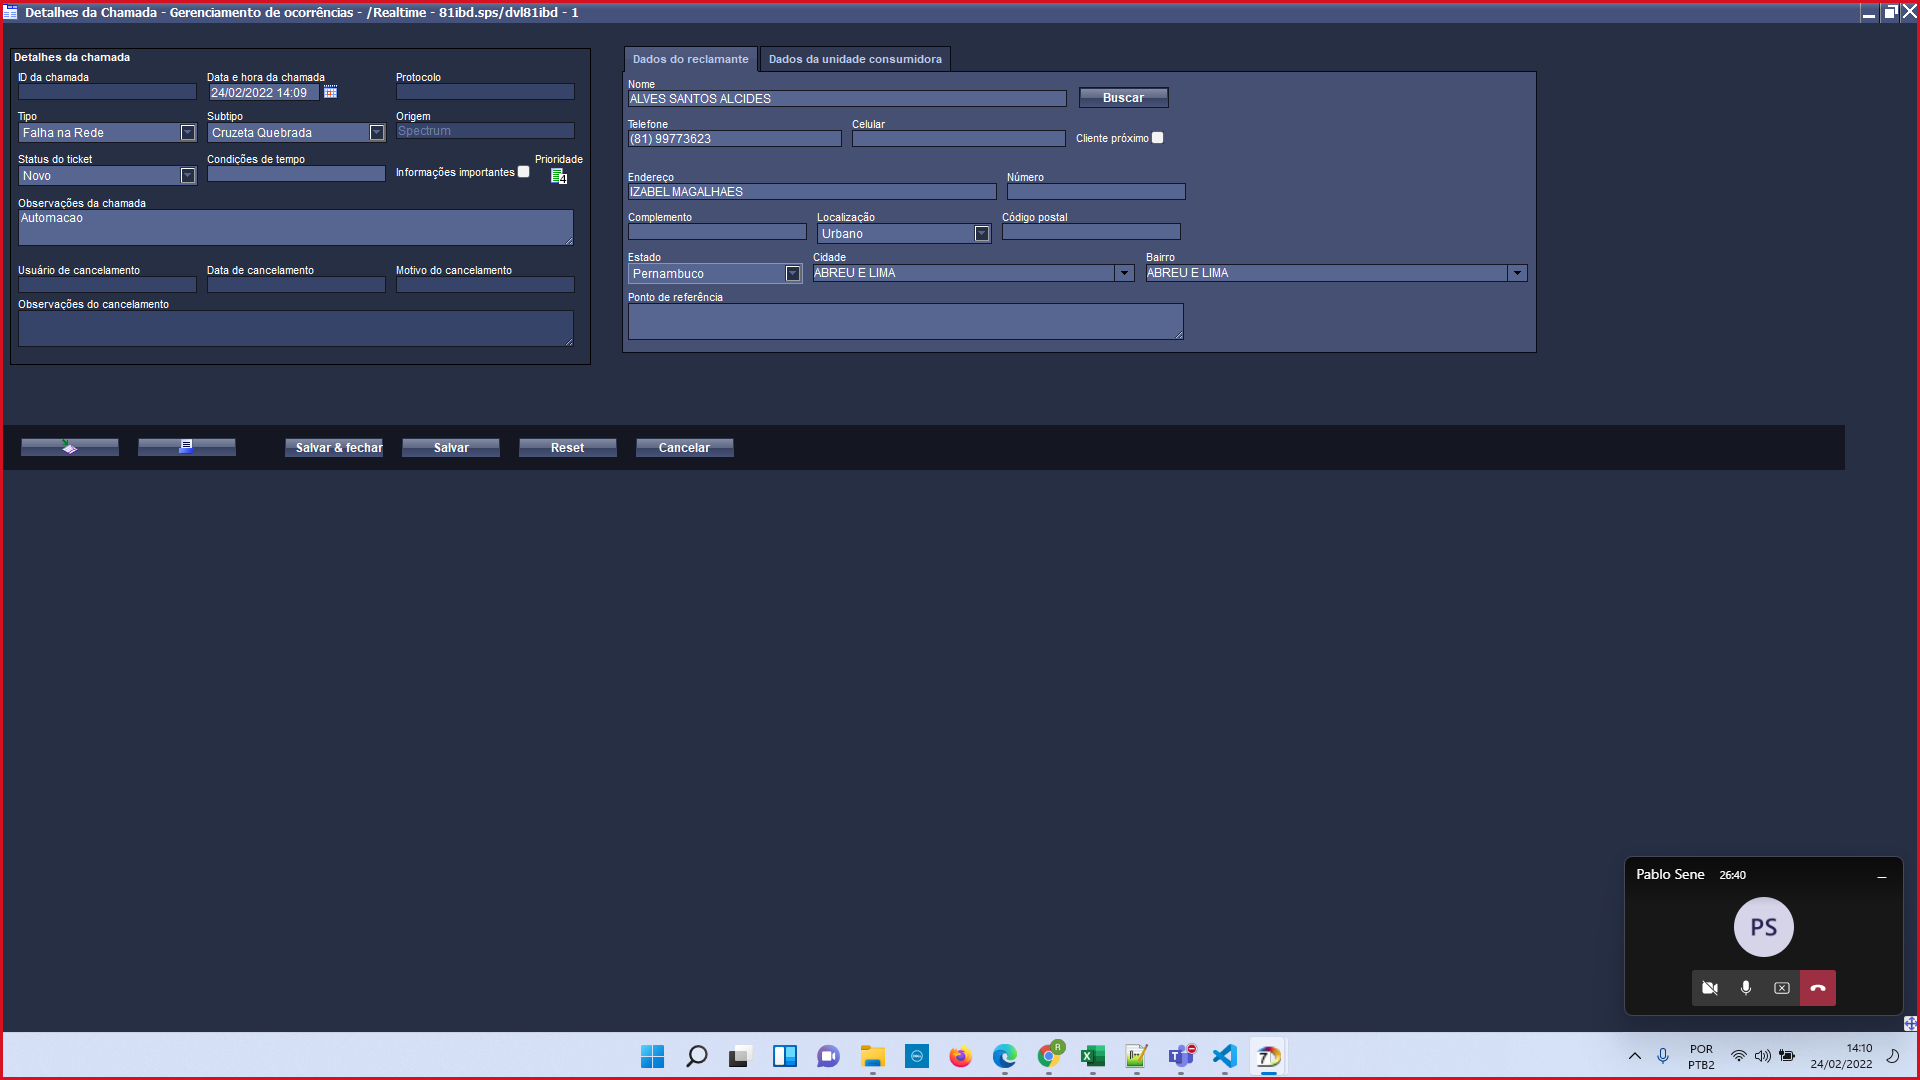 Detalhes da Chamada - Gerenciamento de ocorrências - /Realtime - 81ibd.sps/dvl81ibd - 1
Detalhes da chamada
ID da chamada
Data e hora da chamada
Protocolo
24/02/2022 14:09
Tipo
Subtipo
Origem
Falha na Rede
Cruzeta Quebrada
Spectrum
Status do ticket
Condições de tempo
Informações importantes
Prioridade
Novo
4
Observações da chamada
Automacao
Usuário de cancelamento
Data de cancelamento
Motivo do cancelamento
Observações do cancelamento
Dados do reclamante
Dados da unidade consumidora
Nome
ALVES SANTOS ALCIDES
Buscar
Telefone
Celular
(81) 99773623
Cliente próximo
Endereço
Número
IZABEL MAGALHAES
Complemento
Localização
Código postal
Urbano
Estado
Cidade
Bairro
Pernambuco
ABREU E LIMA
ABREU E LIMA
Ponto de referência
Salvar & fechar
Salvar
Reset
Cancelar
Pablo Sene
26:40
PS
R
7
POR
PTB2
14:10
24/02/2022